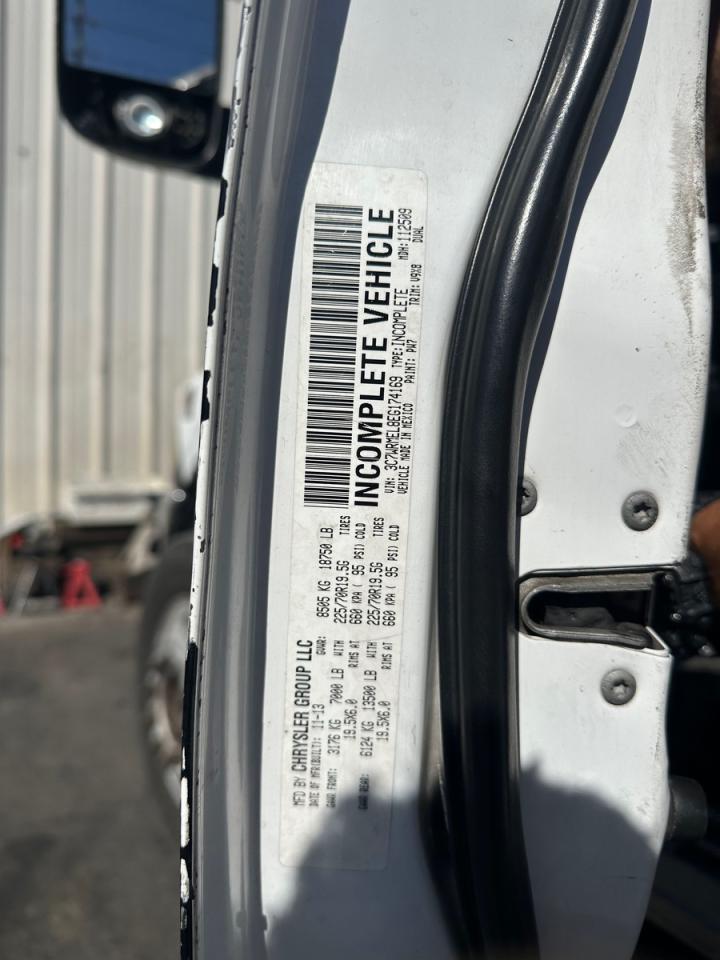 MFD BY CHRYSLER GROUP LLC
DATE OF MFR(BUILT): 11-13 GVWR: 8505 KG 18750 LB
GAWR FRONT: 3176 KG 7000 LB WITH 225/70R19.5G TIRES
19.5X6.0 RIMS AT 660 KPA ( 95 PSI) COLD
GAWR REAR: 6124 KG 13500 LB WITH 225/70R19.5G TIRES
19.5X6.0 RIMS AT 660 KPA ( 95 PSI) COLD
INCOMPLETE VEHICLE
VIN: 3C7WRMEL8EG174169 TYPE:INCOMPLETE MDH:112509
VEHICLE MADE IN MEXICO PAINT: PW7 TRIM: V9X8 DUAL